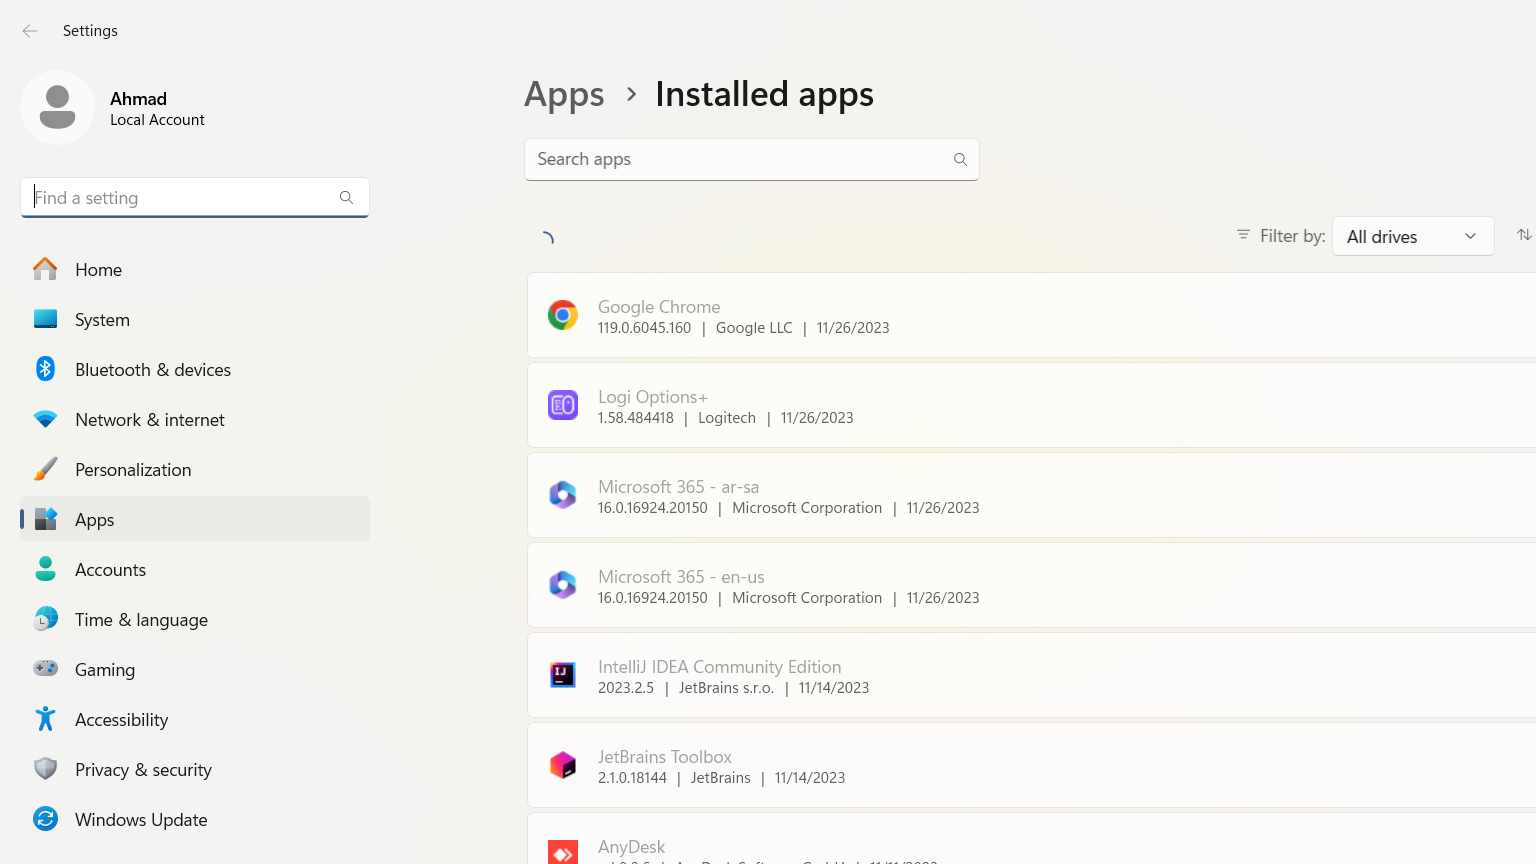 Settings
Ahmad
Local Account
Find a setting
Home
System
Bluetooth & devices
Network & internet
Personalization
Apps
Accounts
Time & language
Gaming
Accessibility
Privacy & security
Windows Update
Apps > Installed apps
Search apps
Filter by: All drives
Google Chrome
119.0.6045.160 | Google LLC | 11/26/2023
Logi Options+
1.58.484418 | Logitech | 11/26/2023
Microsoft 365 - ar-sa
16.0.16924.20150 | Microsoft Corporation | 11/26/2023
Microsoft 365 - en-us
16.0.16924.20150 | Microsoft Corporation | 11/26/2023
IntelliJ IDEA Community Edition
2023.2.5 | JetBrains s.r.o. | 11/14/2023
JetBrains Toolbox
2.1.0.18144 | JetBrains | 11/14/2023
AnyDesk